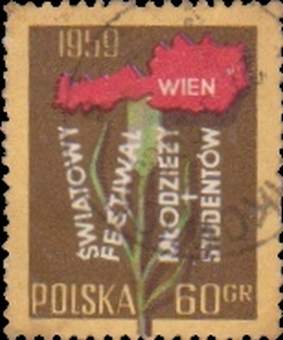 1959
WIEN
ŚWIATOWY
FESTIWAL
MŁODZIEŻY
I
STUDENTÓW
POLSKA 60GR